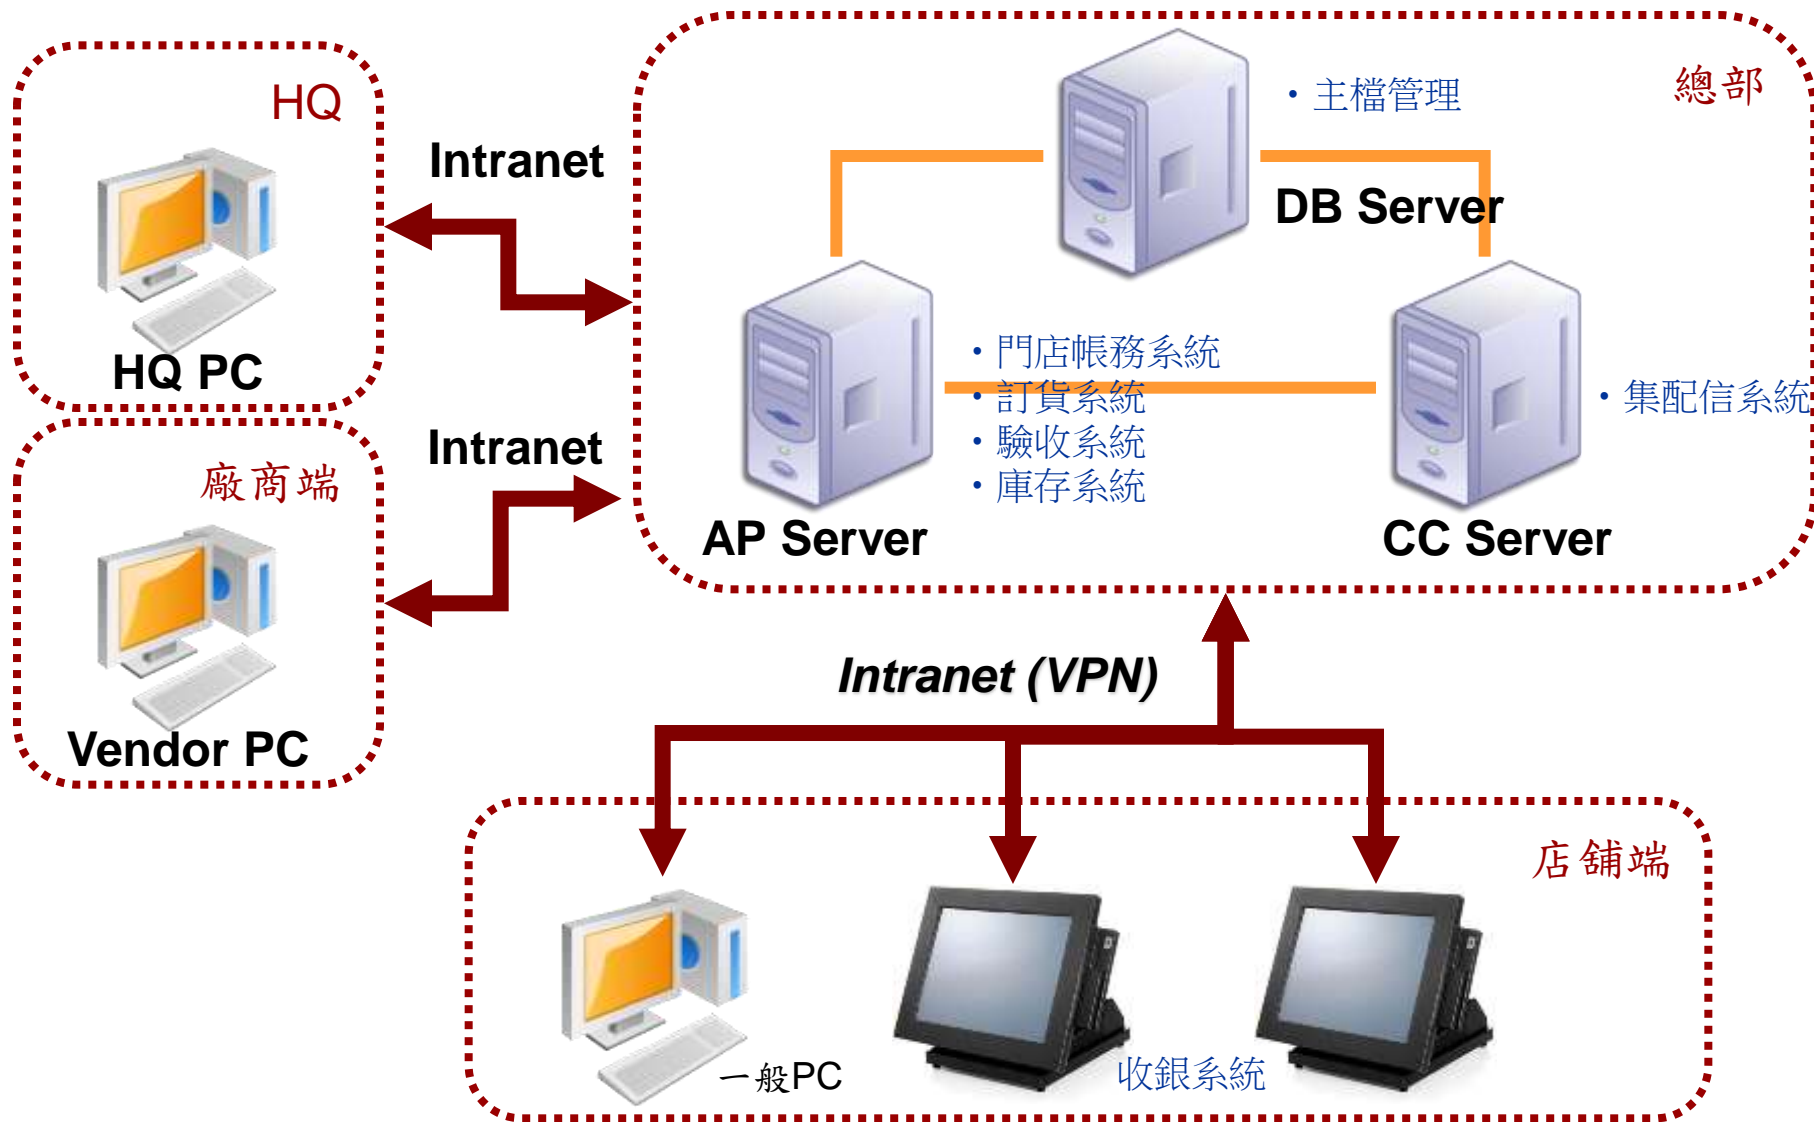 HQ
HQ PC
Intranet
總部
・主檔管理
DB Server
・門店帳務系統
・訂貨系統
・驗收系統
・庫存系統
AP Server
・集配信系統
CC Server
Intranet
廠商端
Vendor PC
Intranet (VPN)
店舖端
一般PC
收銀系統